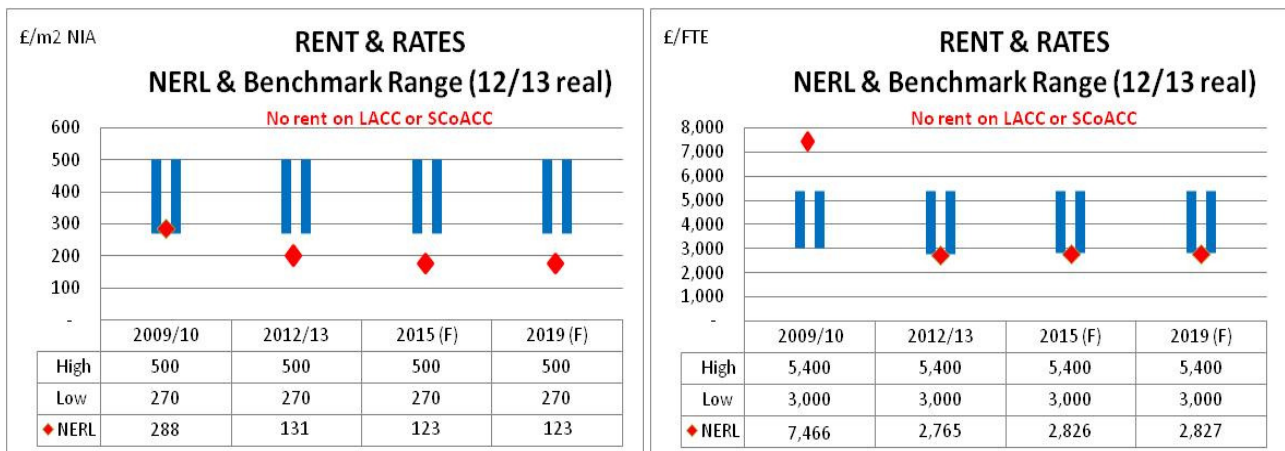 £/m2 NIA
RENT & RATES
NERL & Benchmark Range (12/13 real)
No rent on LACC or SCoACC
600
500
400
300
200
100
-
2009/10 2012/13 2015 (F) 2019 (F)
High 500 500 500 500
Low 270 270 270 270
NERL 288 131 123 123
£/FTE
RENT & RATES
NERL & Benchmark Range (12/13 real)
No rent on LACC or SCoACC
8,000
7,000
6,000
5,000
4,000
3,000
2,000
1,000
-
2009/10 2012/13 2015 (F) 2019 (F)
High 5,400 5,400 5,400 5,400
Low 3,000 3,000 3,000 3,000
NERL 7,466 2,765 2,826 2,827